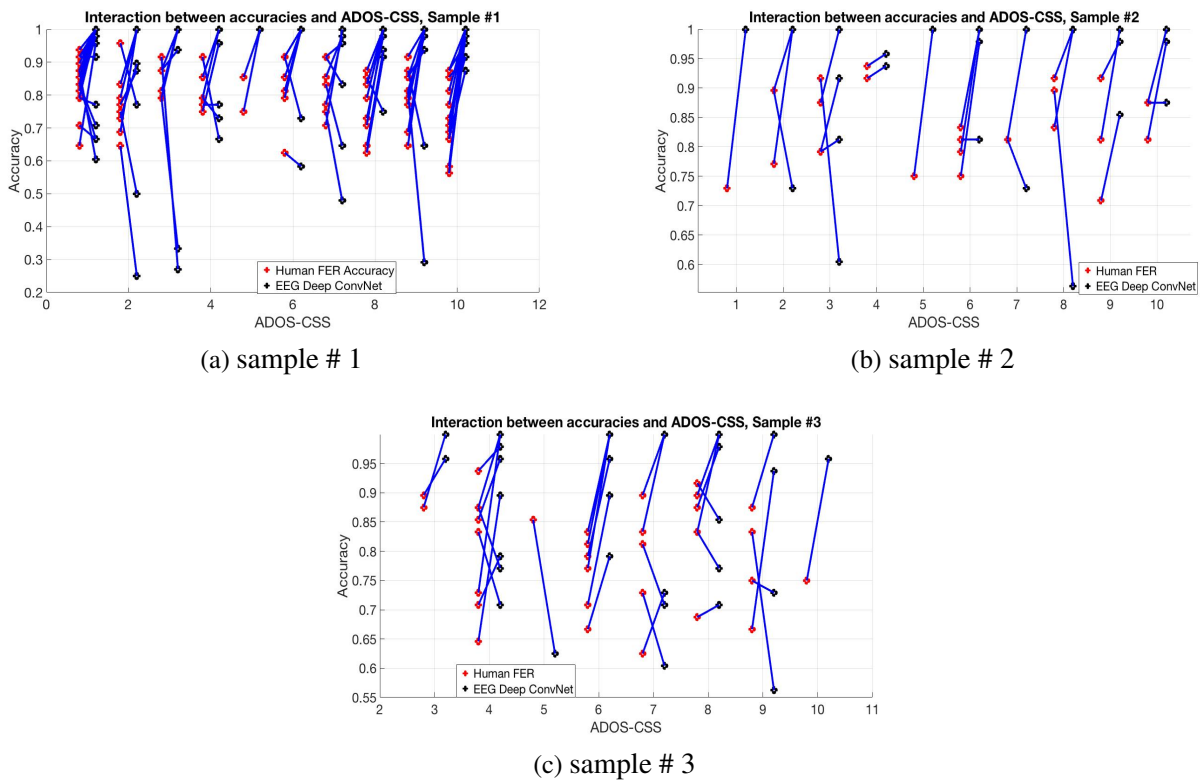 Interaction between accuracies and ADOS-CSS, Sample #1
1
0.9
0.8
0.7
0.6
0.5
0.4
0.3
0.2
Accuracy
Human FER Accuracy
EEG Deep ConvNet
0 2 4 6 8 10 12
ADOS-CSS
(a) sample # 1
Interaction between accuracies and ADOS-CSS, Sample #2
1
0.95
0.9
0.85
0.8
0.75
0.7
0.65
0.6
Accuracy
Human FER
EEG Deep ConvNet
1 2 3 4 5 6 7 8 9 10
ADOS-CSS
(b) sample # 2
Interaction between accuracies and ADOS-CSS, Sample #3
0.95
0.9
0.85
0.8
0.75
0.7
0.65
0.6
0.55
Accuracy
Human FER
EEG Deep ConvNet
2 3 4 5 6 7 8 9 10 11
ADOS-CSS
(c) sample # 3